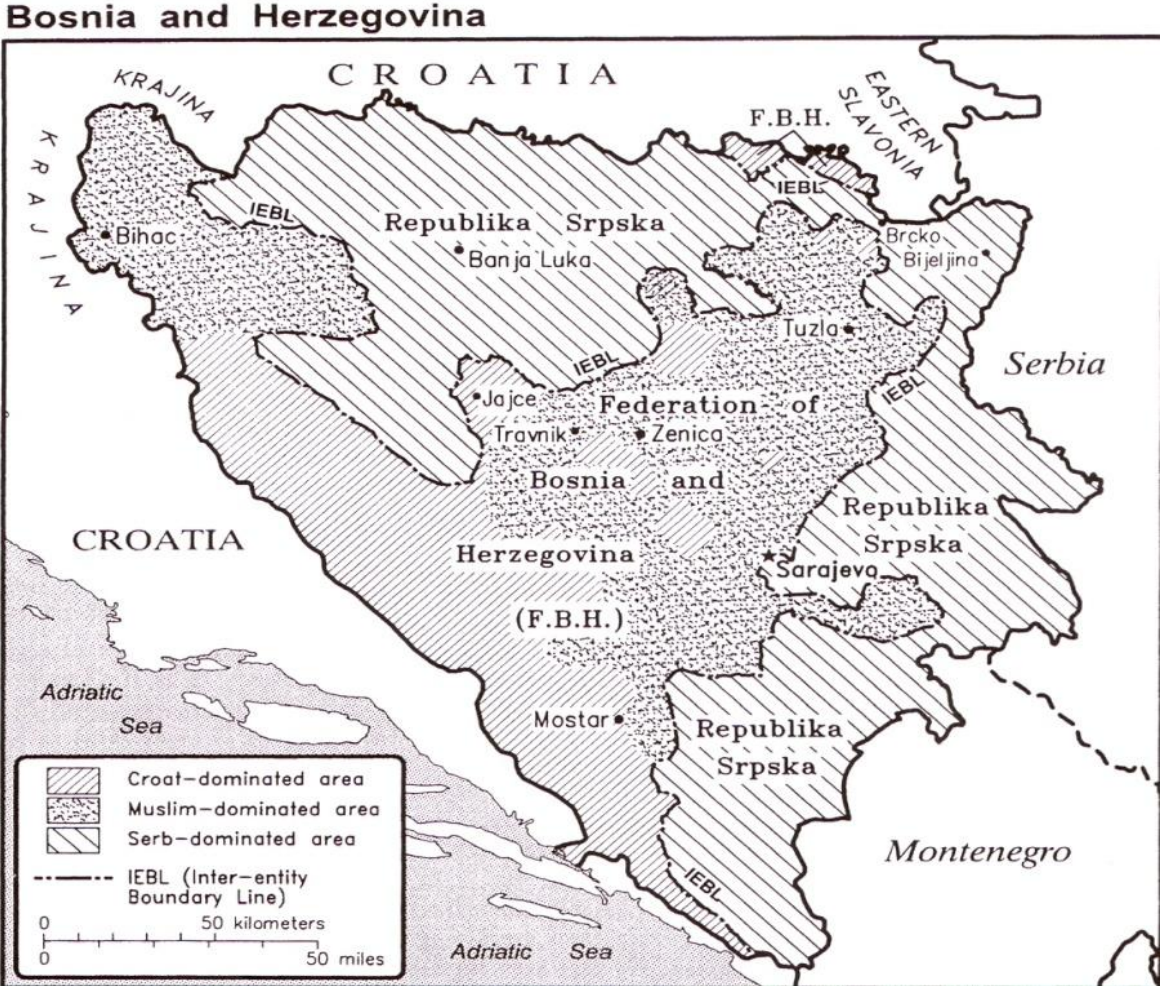 Bosnia and Herzegovina
CROATIA
KRAJINA
KRAJINA
EASTERN
SLAVONIA
F.B.H.
IEBL
IEBL
Republika Srpska
Bihac
Banja Luka
Brcko
Bijeljina
Tuzla
Serbia
IEBL
IEBL
Jajce
Federation of
Travnik
Zenica
Bosnia and
Republika
Srpska
CROATIA
Herzegovina
Sarajevo
(F.B.H.)
Adriatic
Sea
Mostar
Republika
Srpska
Montenegro
IEBL
Croat-dominated area
Muslim-dominated area
Serb-dominated area
IEBL (Inter-entity
Boundary Line)
0 50 kilometers
0 50 miles
Adriatic Sea